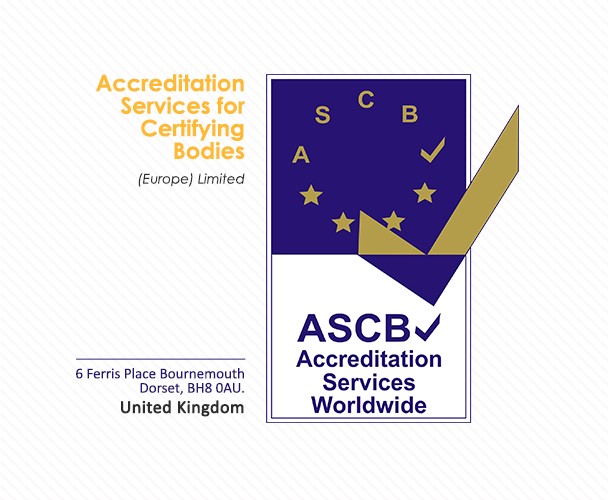 Accreditation
Services for
Certifying
Bodies
(Europe) Limited
6 Ferris Place Bournemouth
Dorset, BH8 0AU.
United Kingdom
A S C B
ASCB
Accreditation
Services
Worldwide